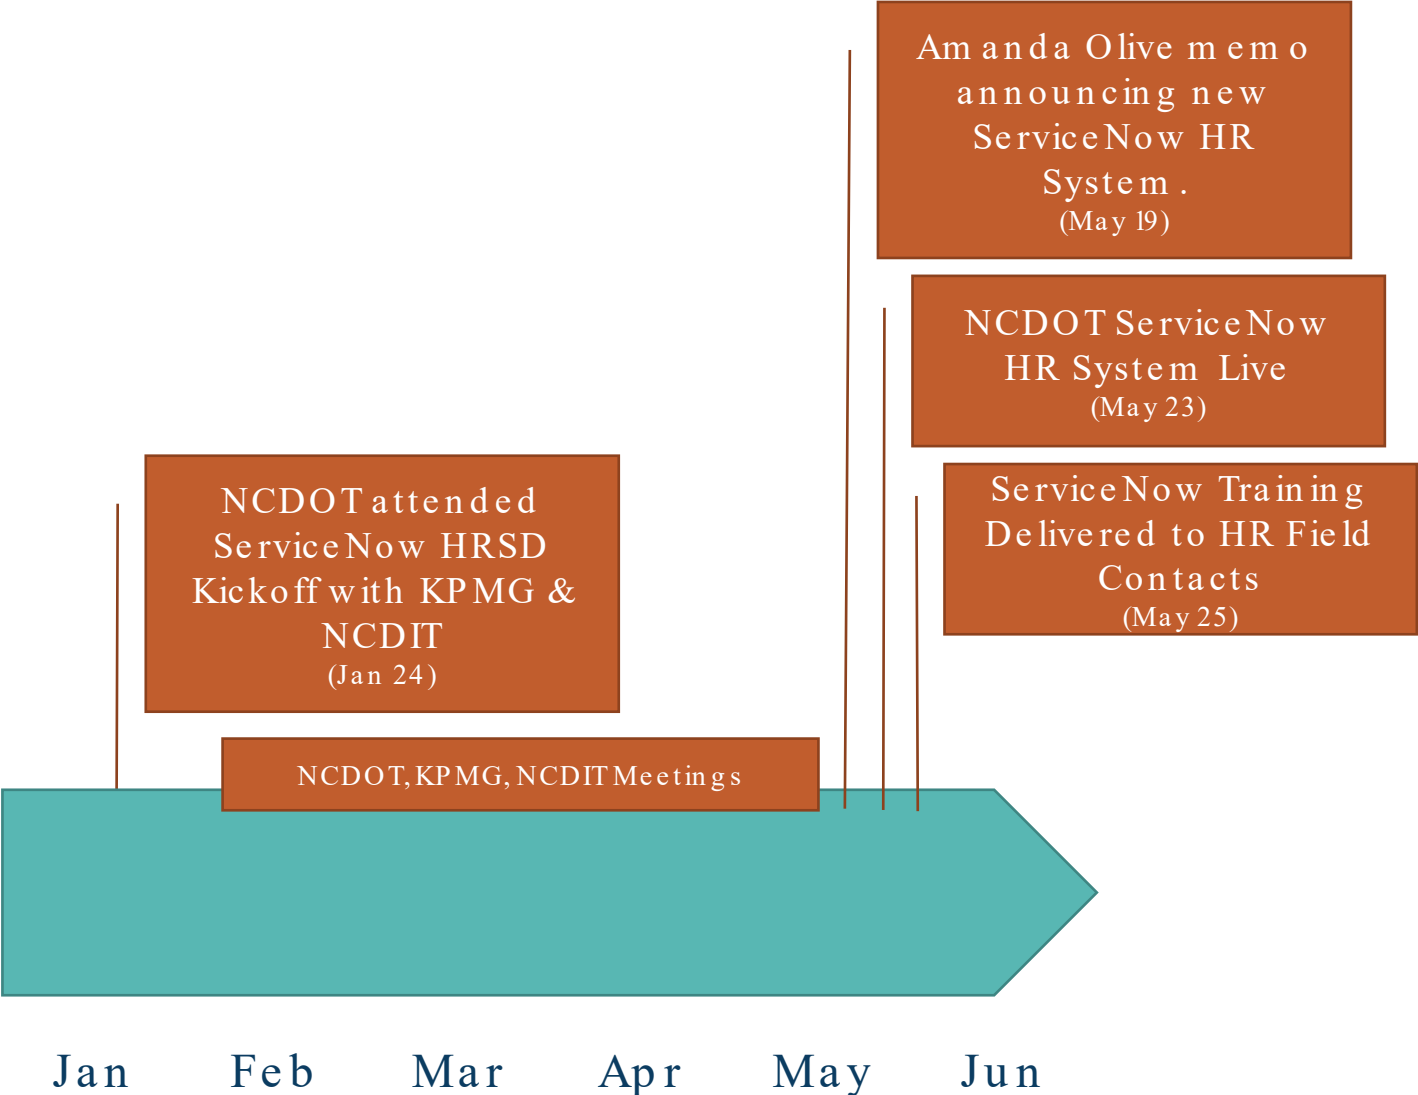 Amanda Olive memo
announcing new
ServiceNow HR
System.
(May 19)
NCDOT ServiceNow
HR System Live
(May 23)
ServiceNow Training
Delivered to HR Field
Contacts
(May 25)
NCDOT attended
ServiceNow HRSD
Kickoff with KPMG &
NCDIT
(Jan 24)
NCDOT, KPMG, NCDIT Meetings
Jan Feb Mar Apr May Jun